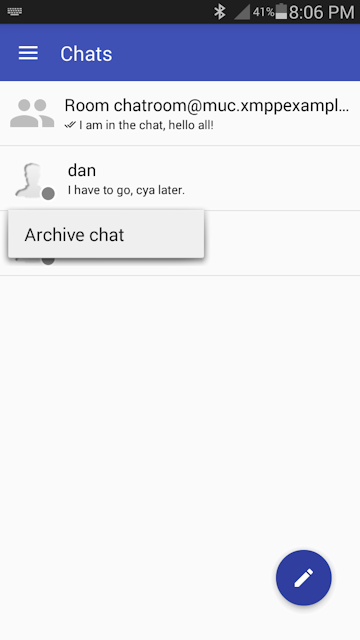 41% 8:06 PM
Chats
Room chatroom@muc.xmppexampl...
I am in the chat, hello all!
dan
I have to go, cya later.
Archive chat